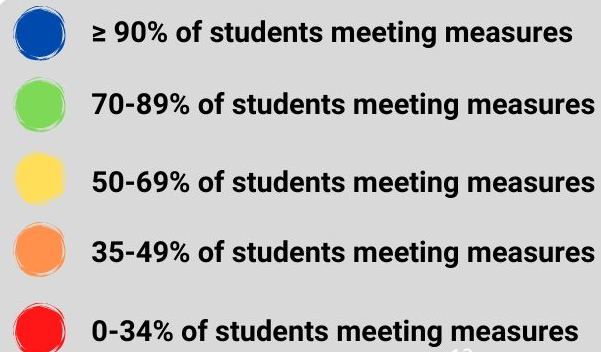 ≥ 90% of students meeting measures
70-89% of students meeting measures
50-69% of students meeting measures
35-49% of students meeting measures
0-34% of students meeting measures